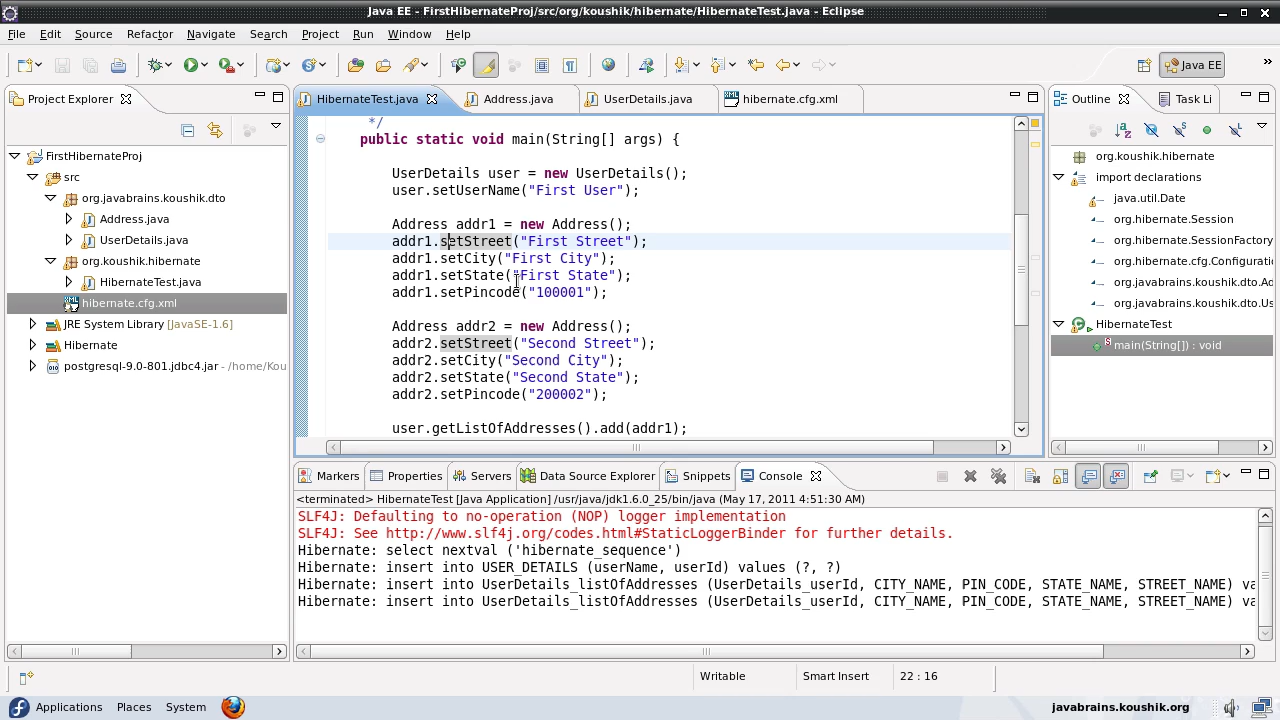 Java EE - FirstHibernateProj/src/org/koushik/hibernate/HibernateTest.java - Eclipse
File Edit Source Refactor Navigate Search Project Run Window Help
Java EE
Project Explorer
HibernateTest.java
Address.java
UserDetails.java
hibernate.cfg.xml
Outline
Task Li
FirstHibernateProj
src
org.javabrains.koushik.dto
Address.java
UserDetails.java
org.koushik.hibernate
HibernateTest.java
hibernate.cfg.xml
JRE System Library [JavaSE-1.6]
Hibernate
postgresql-9.0-801.jdbc4.jar - /home/Kou
*/
public static void main(String[] args) {
UserDetails user = new UserDetails();
user.setUserName("First User");
Address addr1 = new Address();
addr1.setStreet("First Street");
addr1.setCity("First City");
addr1.setState("First State");
addr1.setPincode("100001");
Address addr2 = new Address();
addr2.setStreet("Second Street");
addr2.setCity("Second City");
addr2.setState("Second State");
addr2.setPincode("200002");
user.getListOfAddresses().add(addr1);
org.koushik.hibernate
import declarations
java.util.Date
org.hibernate.Session
org.hibernate.SessionFactory
org.hibernate.cfg.Configurati
org.javabrains.koushik.dto.Ad
org.javabrains.koushik.dto.Us
HibernateTest
main(String[]) : void
Markers
Properties
Servers
Data Source Explorer
Snippets
Console
<terminated> HibernateTest [Java Application] /usr/java/jdk1.6.0_25/bin/java (May 17, 2011 4:51:30 AM)
SLF4J: Defaulting to no-operation (NOP) logger implementation
SLF4J: See http://www.slf4j.org/codes.html#StaticLoggerBinder for further details.
Hibernate: select nextval ('hibernate_sequence')
Hibernate: insert into USER_DETAILS (userName, userId) values (?, ?)
Hibernate: insert into UserDetails_listOfAddresses (UserDetails_userId, CITY_NAME, PIN_CODE, STATE_NAME, STREET_NAME) va
Hibernate: insert into UserDetails_listOfAddresses (UserDetails_userId, CITY_NAME, PIN_CODE, STATE_NAME, STREET_NAME) va
Writable
Smart Insert
22 : 16
Applications Places System
javabrains.koushik.org